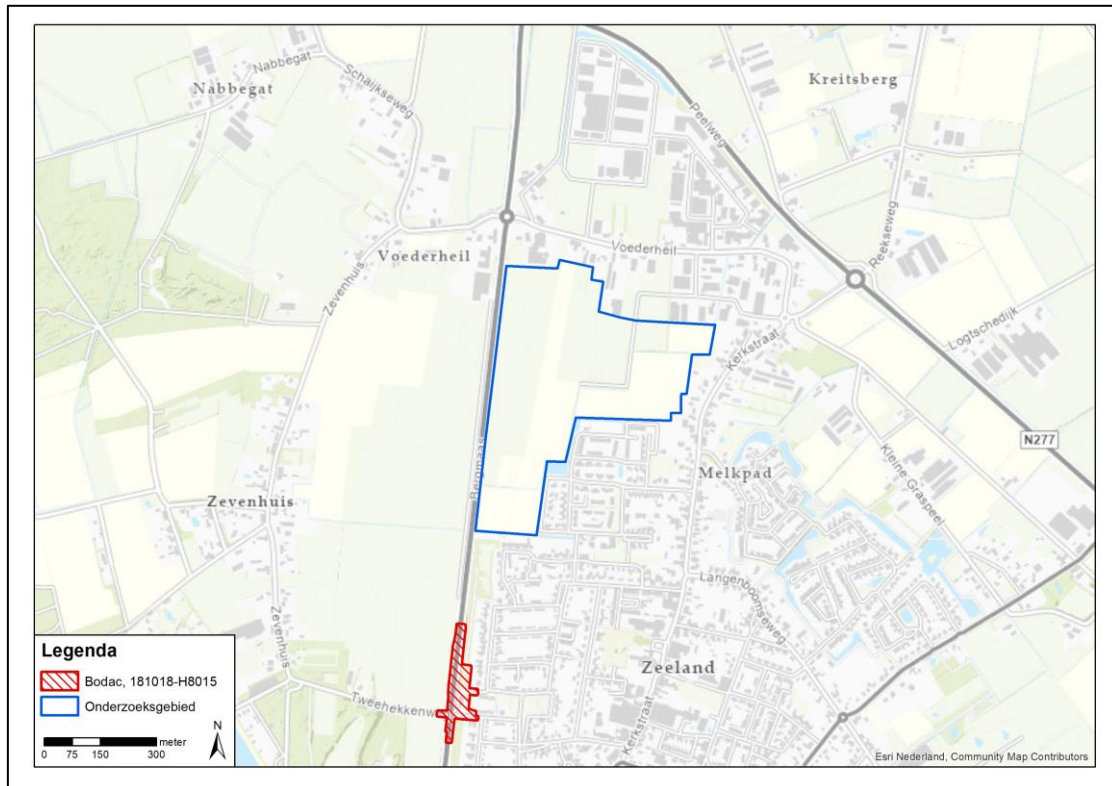 Nabbegat
Nabbegat
Schaijkseweg
Kreitsberg
Peelweg
Reekseweg
Voederheil
Voederheil
Zevenhuis
Logtschedijk
Kerkstraat
N277
Bergmaas
Melkpad
Kleine Graspeel
Zevenhuis
Langenboomseweg
Zevenhuis
Zeeland
Tweehekkenw
Kerkstraat
Legenda
Bodac, 181018-H8015
Onderzoeksgebied
N
meter
0 75 150 300
Esri Nederland, Community Map Contributors